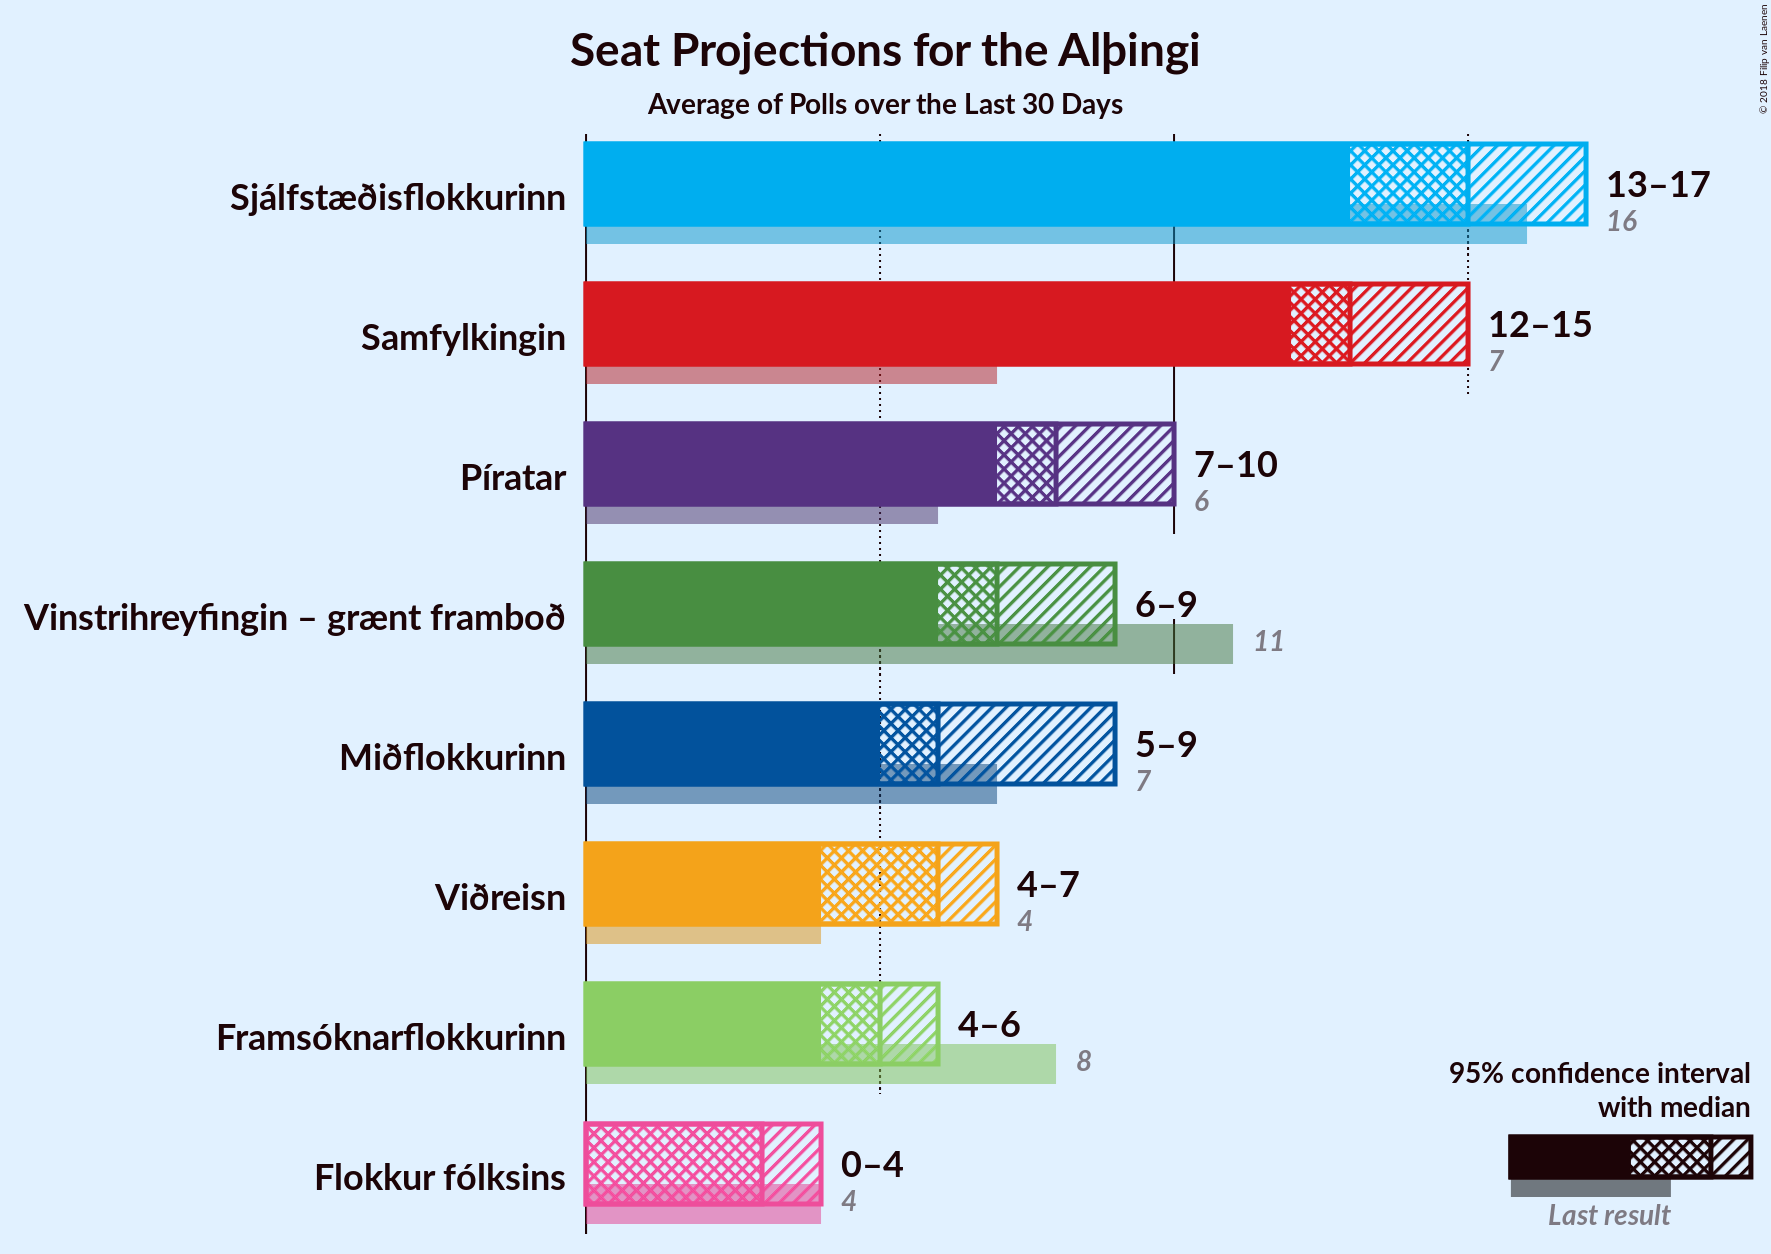 Seat Projections for the Alþingi
Average of Polls over the Last 30 Days
© 2018 Filip van Laenen
Sjálfstæðisflokkurinn
13–17
16
Samfylkingin
12–15
7
Píratar
7–10
6
Vinstrihreyfingin – grænt framboð
6–9
11
Miðflokkurinn
5–9
7
Viðreisn
4–7
4
Framsóknarflokkurinn
4–6
8
Flokkur fólksins
0–4
4
95% confidence interval
with median
Last result